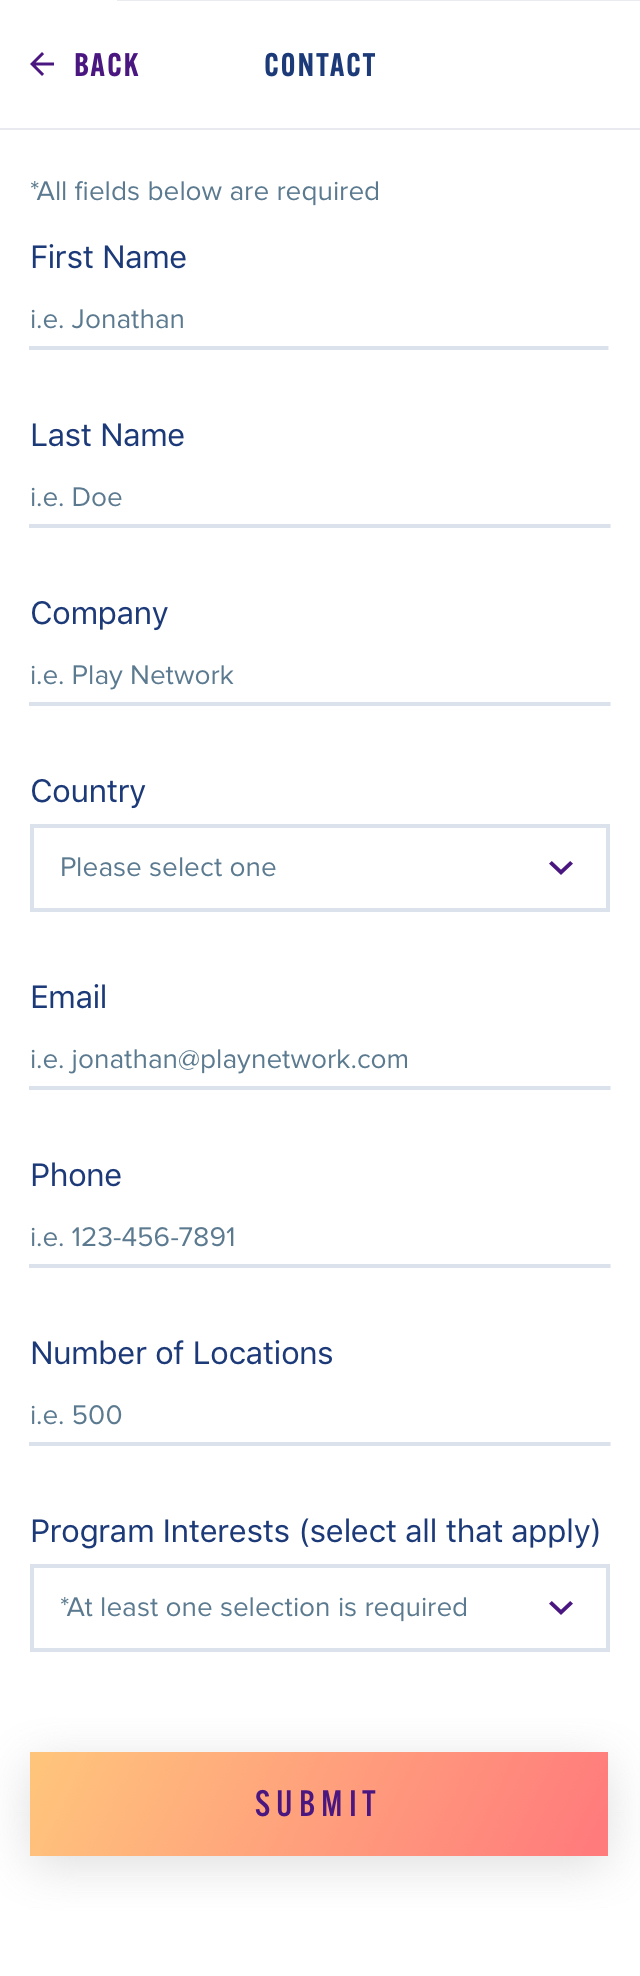 BACK CONTACT
*All fields below are required
First Name
i.e. Jonathan
Last Name
i.e. Doe
Company
i.e. Play Network
Country
Please select one
Email
i.e. jonathan@playnetwork.com
Phone
i.e. 123-456-7891
Number of Locations
i.e. 500
Program Interests (select all that apply)
*At least one selection is required
SUBMIT